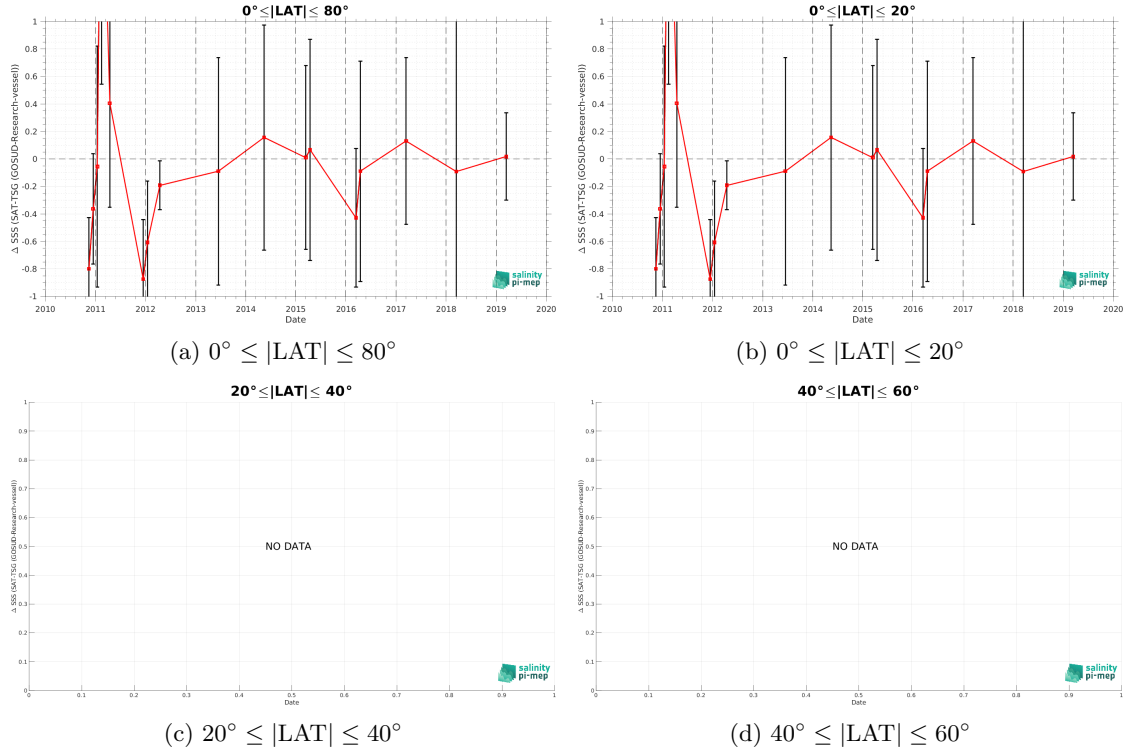 0°≤|LAT|≤ 80°
Δ SSS (SAT-TSG (GOSUD-Research-vessel))
1
0.8
0.6
0.4
0.2
0
-0.2
-0.4
-0.6
-0.8
-1
2010 2011 2012 2013 2014 2015 2016 2017 2018 2019 2020
Date
salinity
pi-mep
(a) 0° ≤ |LAT| ≤ 80°
0°≤|LAT|≤ 20°
Δ SSS (SAT-TSG (GOSUD-Research-vessel))
1
0.8
0.6
0.4
0.2
0
-0.2
-0.4
-0.6
-0.8
-1
2010 2011 2012 2013 2014 2015 2016 2017 2018 2019 2020
Date
salinity
pi-mep
(b) 0° ≤ |LAT| ≤ 20°
20°≤|LAT|≤ 40°
Δ SSS (SAT-TSG (GOSUD-Research-vessel))
1
0.9
0.8
0.7
0.6
0.5
0.4
0.3
0.2
0.1
0
NO DATA
0 0.1 0.2 0.3 0.4 0.5 0.6 0.7 0.8 0.9 1
Date
salinity
pi-mep
(c) 20° ≤ |LAT| ≤ 40°
40°≤|LAT|≤ 60°
Δ SSS (SAT-TSG (GOSUD-Research-vessel))
1
0.9
0.8
0.7
0.6
0.5
0.4
0.3
0.2
0.1
0
NO DATA
0 0.1 0.2 0.3 0.4 0.5 0.6 0.7 0.8 0.9 1
Date
salinity
pi-mep
(d) 40° ≤ |LAT| ≤ 60°